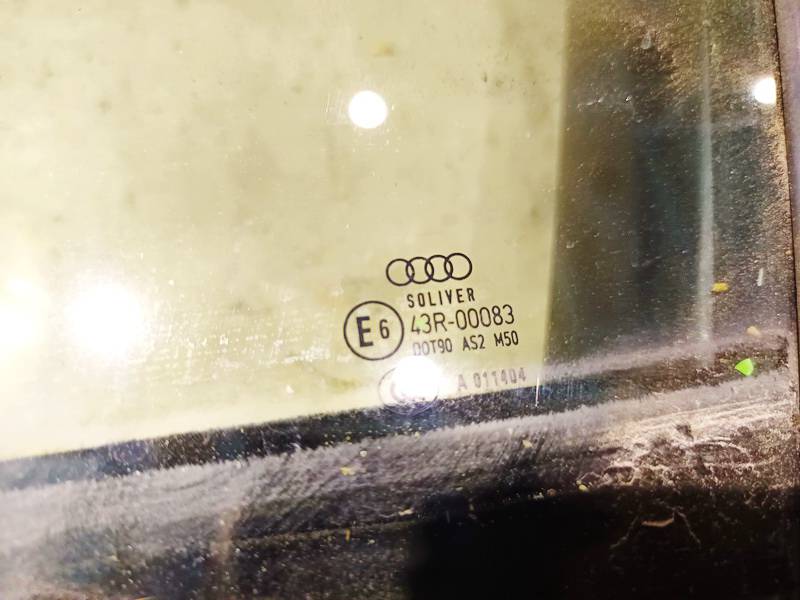 SOLIVER
E6 43R-00083
DOT90 AS2 M50
A 011404